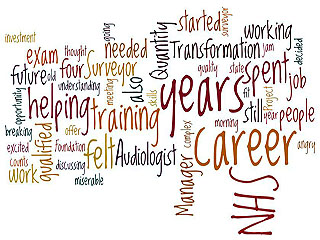 investment
going
started
surveyor
working
exam
thought
needed
Quantity
Transformation
jam
decided
future
old
four
Surveyor
quality
state
spent
job
opportunity
understanding
meeting
skills
also
years
fit
Project
helping
training
still
year
people
breaking
offer
morning
excited
qualified
Foundation
felt
Audiologist
complex
career
angry
counts
work
discussing
miserable
Manager
NHS